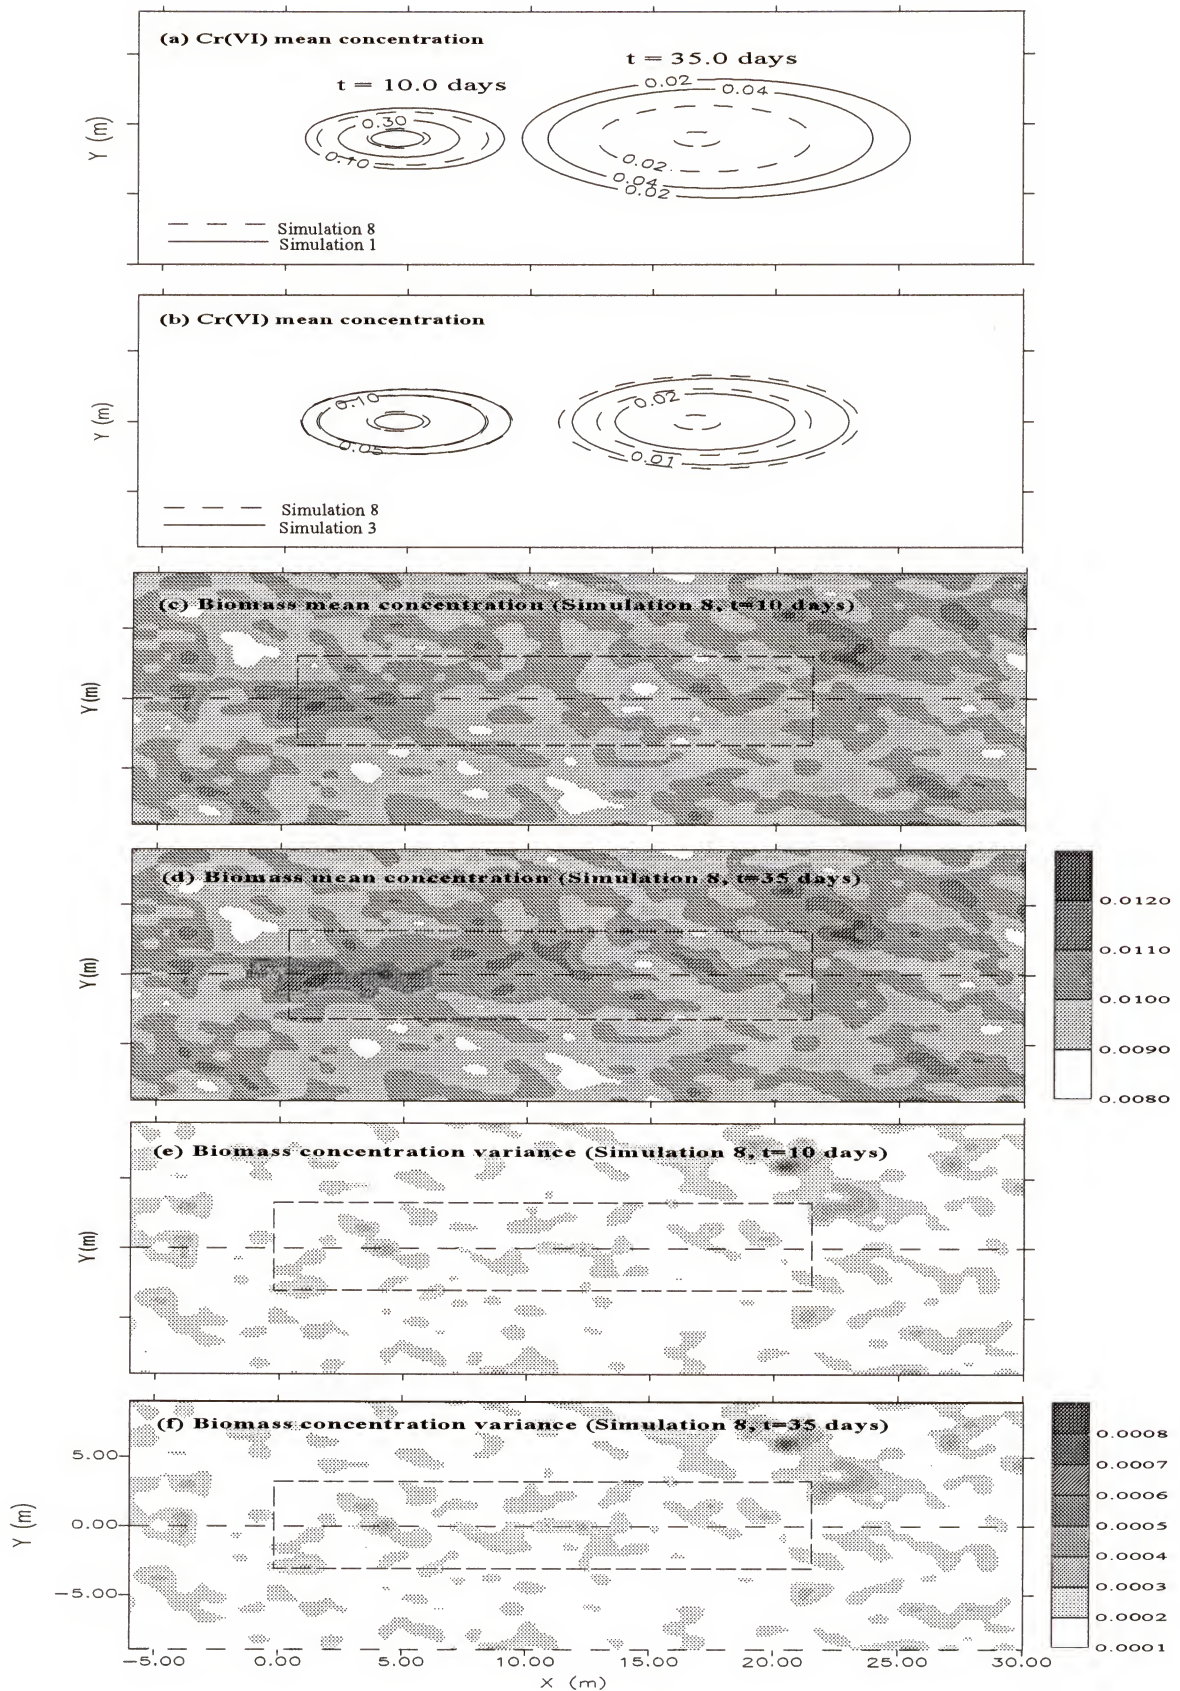 (a) Cr(VI) mean concentration
t = 10.0 days
t = 35.0 days
0.02
0.04
0.30
0.10
0.02
0.04
0.02
Y (m)
Simulation 8
Simulation 1
(b) Cr(VI) mean concentration
0.10
0.05
0.02
0.01
Y (m)
Simulation 8
Simulation 3
(c) Biomass mean concentration (Simulation 8, t=10 days)
Y(m)
(d) Biomass mean concentration (Simulation 8, t=35 days)
Y(m)
0.0120
0.0110
0.0100
0.0090
0.0080
(e) Biomass concentration variance (Simulation 8, t=10 days)
Y(m)
(f) Biomass concentration variance (Simulation 8, t=35 days)
Y (m)
5.00
0.00
-5.00
0.0008
0.0007
0.0006
0.0005
0.0004
0.0003
0.0002
0.0001
-5.00 0.00 5.00 10.00 15.00 20.00 25.00 30.00
X (m)